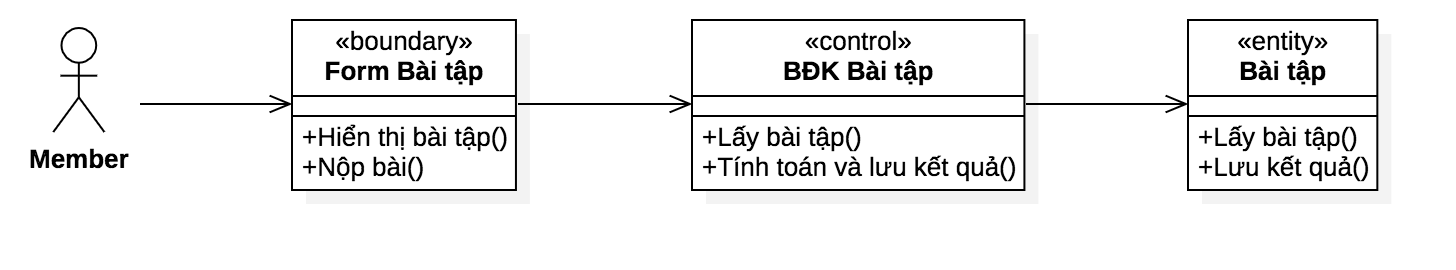 Member
«boundary»
Form Bài tập
+Hiển thị bài tập()
+Nộp bài()
«control»
BĐK Bài tập
+Lấy bài tập()
+Tính toán và lưu kết quả()
«entity»
Bài tập
+Lấy bài tập()
+Lưu kết quả()